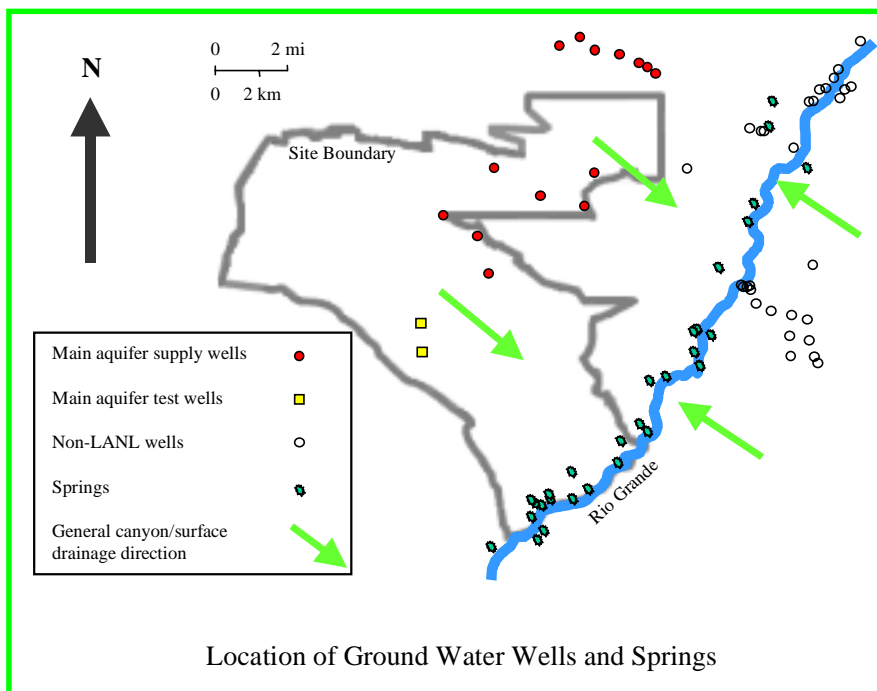 0 2 mi
0 2 km
N
Site Boundary
Main aquifer supply wells
Main aquifer test wells
Non-LANL wells
Springs
General canyon/surface
drainage direction
Rio Grande
Location of Ground Water Wells and Springs